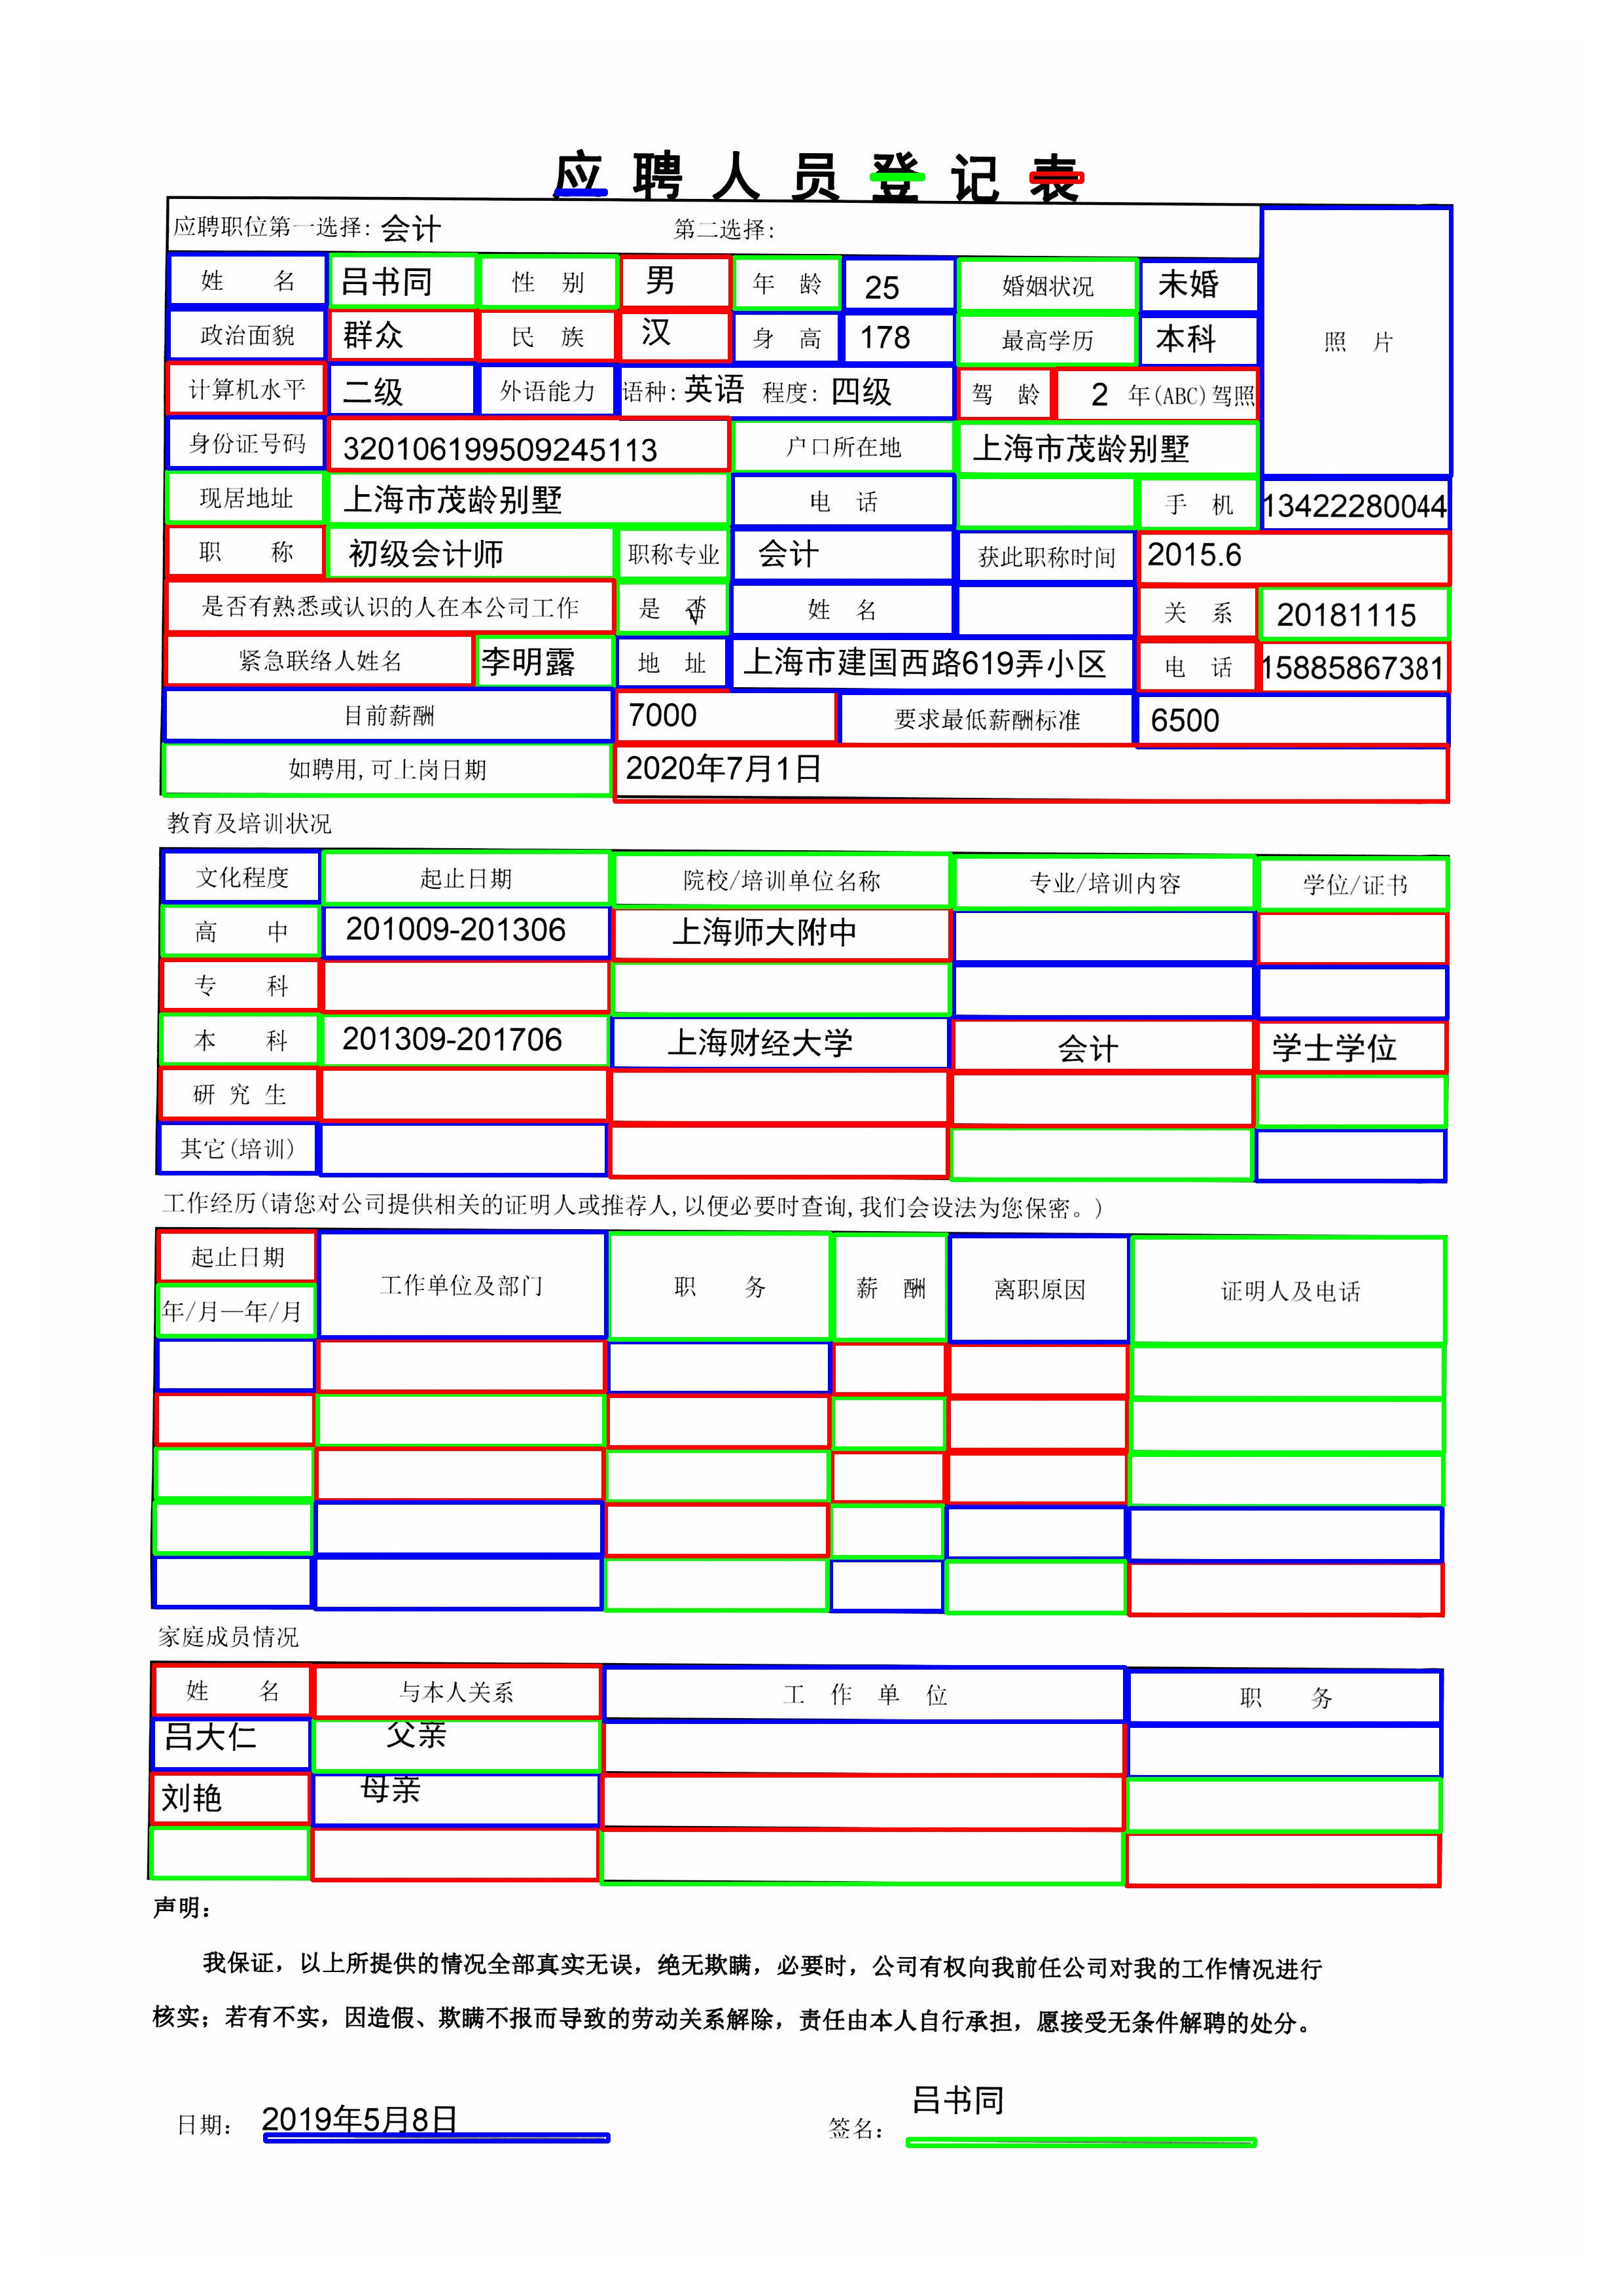 应聘人员登记表
应聘职位第一选择: 会计 第二选择:
姓 名 吕书同 性 别 男 年 龄 25 婚姻状况 未婚 照 片
政治面貌 群众 民 族 汉 身 高 178 最高学历 本科
计算机水平 二级 外语能力 语种: 英语 程度: 四级 驾 龄 2 年(ABC)驾照
身份证号码 320106199509245113 户口所在地 上海市茂龄别墅
现居地址 上海市茂龄别墅 电 话 手 机 13422280044
职 称 初级会计师 职称专业 会计 获此职称时间 2015.6
是否有熟悉或认识的人在本公司工作 是 否 √ 姓 名 关 系 20181115
紧急联络人姓名 李明露 地 址 上海市建国西路619弄小区 电 话 15885867381
目前薪酬 7000 要求最低薪酬标准 6500
如聘用,可上岗日期 2020年7月1日
教育及培训状况
文化程度 起止日期 院校/培训单位名称 专业/培训内容 学位/证书
高 中 201009-201306 上海师大附中
专 科
本 科 201309-201706 上海财经大学 会计 学士学位
研 究 生
其它(培训)
工作经历(请您对公司提供相关的证明人或推荐人,以便必要时查询,我们会设法为您保密。)
起止日期 工作单位及部门 职 务 薪 酬 离职原因 证明人及电话
年/月—年/月
家庭成员情况
姓 名 与本人关系 工 作 单 位 职 务
吕大仁 父亲
刘艳 母亲
声明:
我保证，以上所提供的情况全部真实无误，绝无欺瞒，必要时，公司有权向我前任公司对我的工作情况进行
核实；若有不实，因造假、欺瞒不报而导致的劳动关系解除，责任由本人自行承担，愿接受无条件解聘的处分。
日期: 2019年5月8日 签名: 吕书同